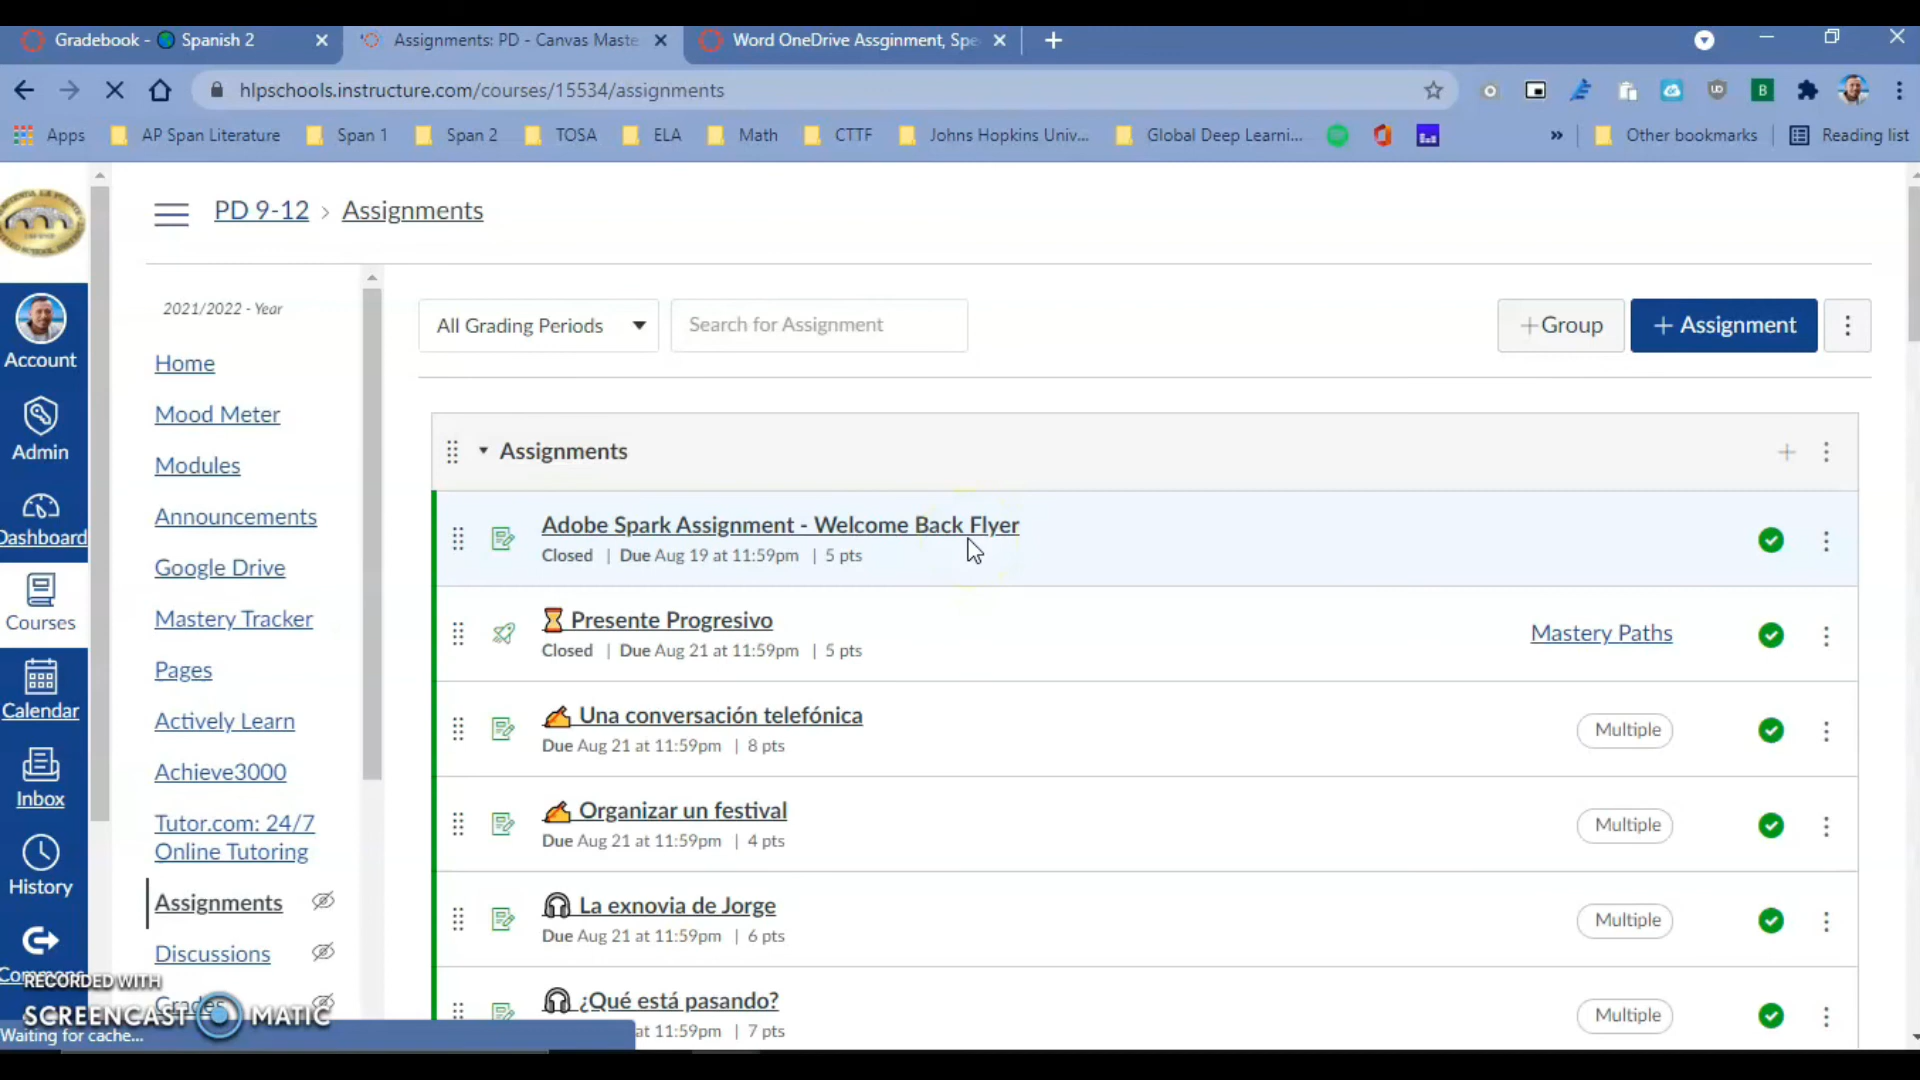 Gradebook - Spanish 2
Assignments: PD - Canvas Maste
Word OneDrive Assginment, Spe
hlpschools.instructure.com/courses/15534/assignments
Apps
AP Span Literature
Span 1
Span 2
TOSA
ELA
Math
CTTF
Johns Hopkins Univ...
Global Deep Learni...
»
Other bookmarks
Reading list
PD 9-12 › Assignments
Account
Admin
Dashboard
Courses
Calendar
Inbox
History
2021/2022 - Year
Home
Mood Meter
Modules
Announcements
Google Drive
Mastery Tracker
Pages
Actively Learn
Achieve3000
Tutor.com: 24/7
Online Tutoring
Assignments
Discussions
Grades
All Grading Periods
Search for Assignment
+Group
+ Assignment
Assignments
Adobe Spark Assignment - Welcome Back Flyer
Closed | Due Aug 19 at 11:59pm | 5 pts
Presente Progresivo
Closed | Due Aug 21 at 11:59pm | 5 pts
Mastery Paths
Una conversación telefónica
Due Aug 21 at 11:59pm | 8 pts
Multiple
Organizar un festival
Due Aug 21 at 11:59pm | 4 pts
Multiple
La exnovia de Jorge
Due Aug 21 at 11:59pm | 6 pts
Multiple
¿Qué está pasando?
at 11:59pm | 7 pts
Multiple
RECORDED WITH
SCREENCAST MATIC
Waiting for cache...